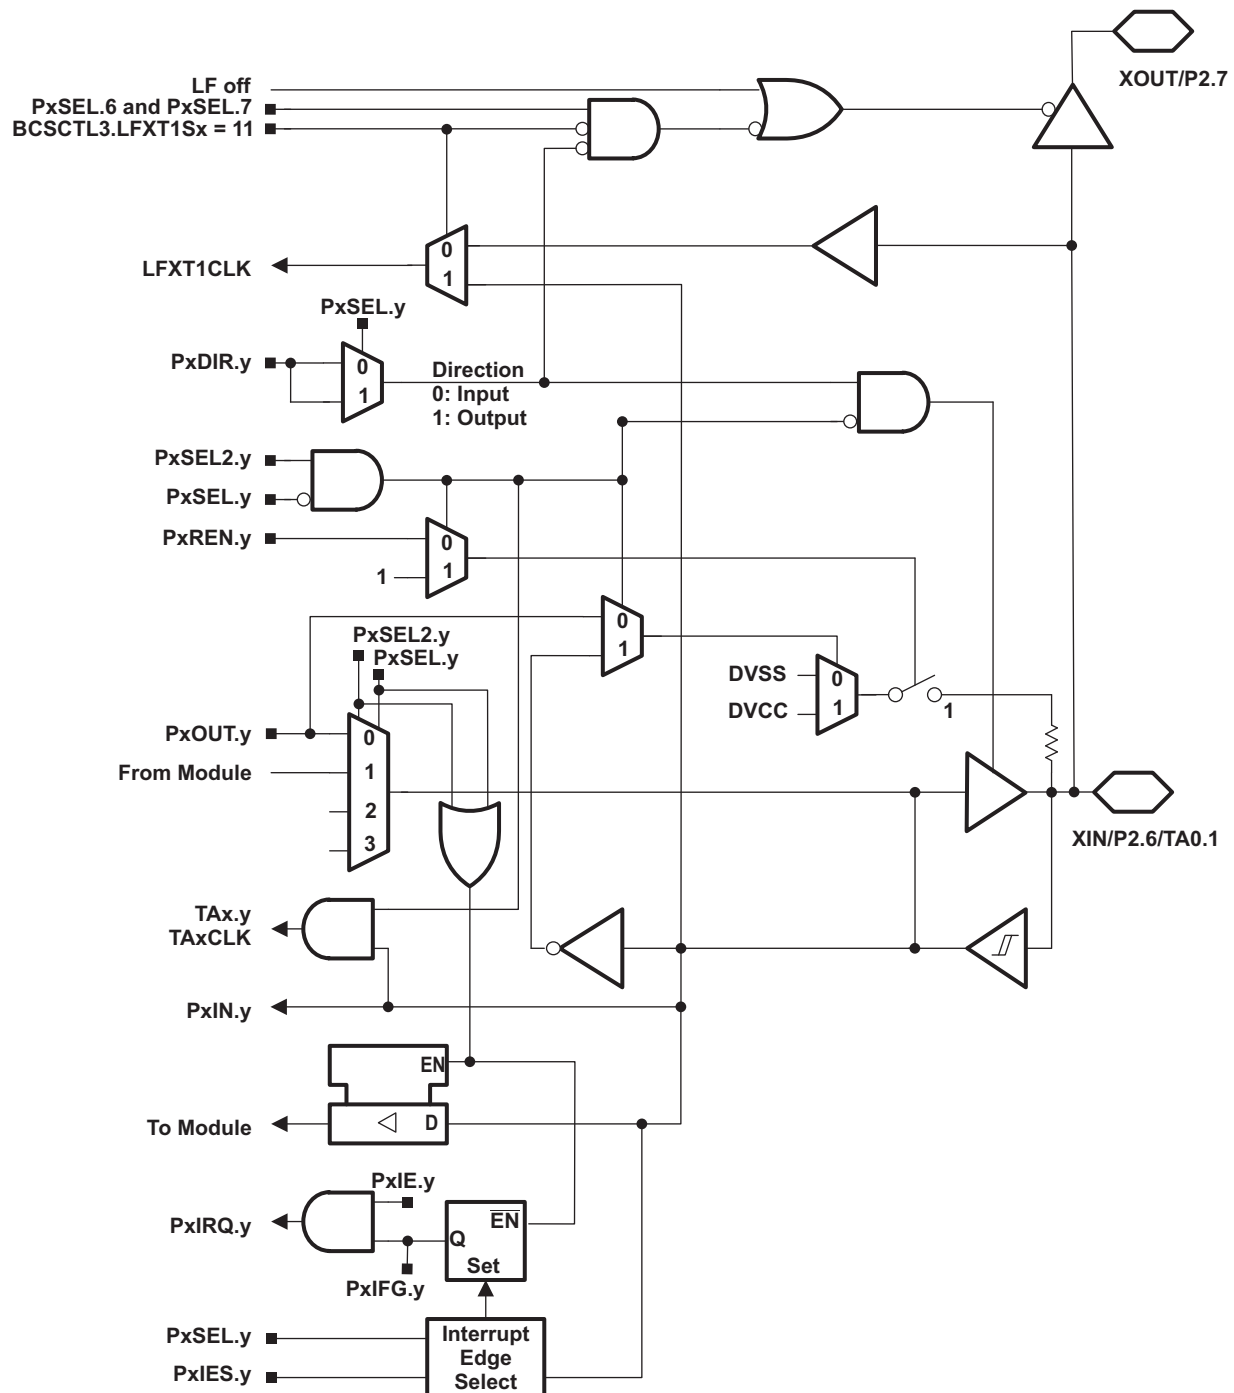 XOUT/P2.7
LF off
PxSEL.6 and PxSEL.7
BCSCTL3.LFXT1Sx = 11
0
1
LFXT1CLK
PxSEL.y
PxDIR.y
0
1
Direction
0: Input
1: Output
PxSEL2.y
PxSEL.y
PxREN.y
0
1
1
0
1
PxSEL2.y
PxSEL.y
DVSS
DVCC
0
1
1
PxOUT.y
From Module
0
1
2
3
XIN/P2.6/TA0.1
TAx.y
TAxCLK
PxIN.y
EN
D
To Module
PxIE.y
PxIRQ.y
EN
Q
Set
PxIFG.y
PxSEL.y
PxIES.y
Interrupt
Edge
Select